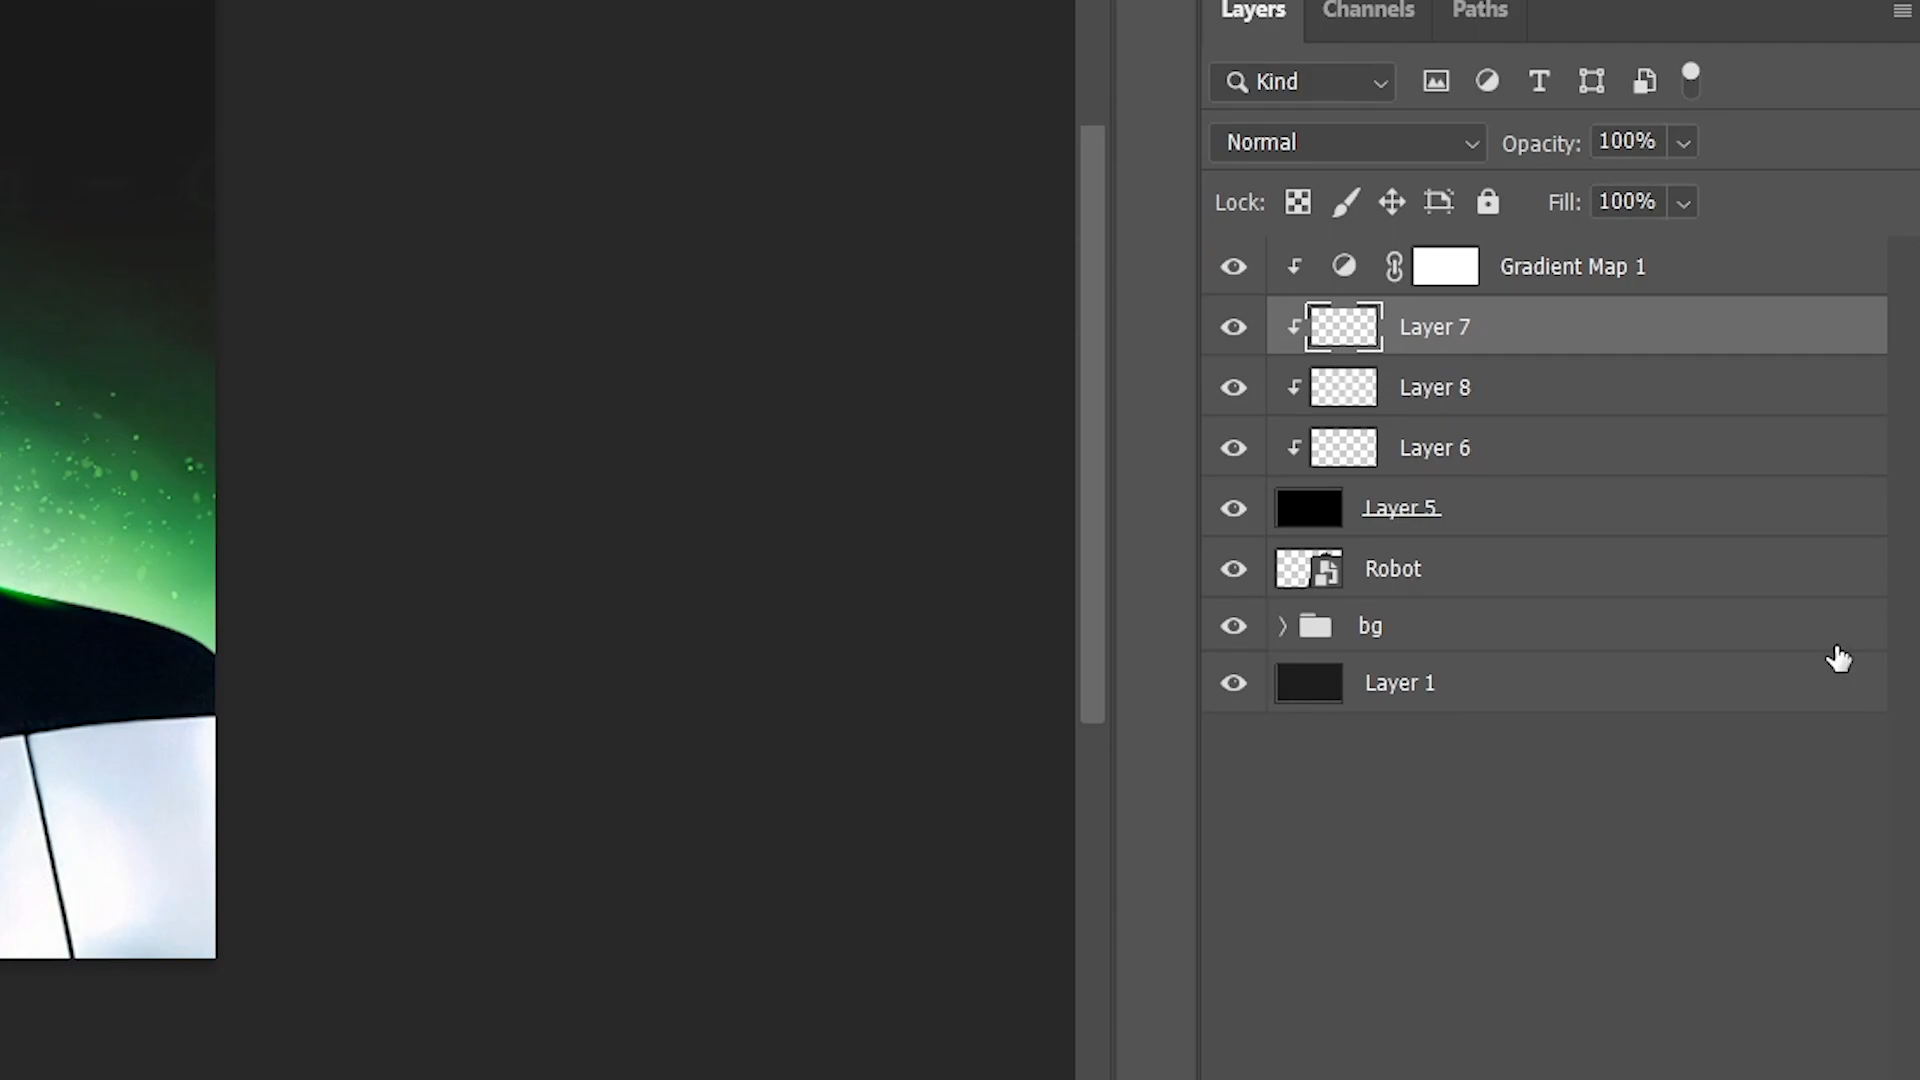 Layers Channels Paths
Kind
Normal Opacity: 100%
Lock: Fill: 100%
Gradient Map 1
Layer 7
Layer 8
Layer 6
Layer 5
Robot
bg
Layer 1